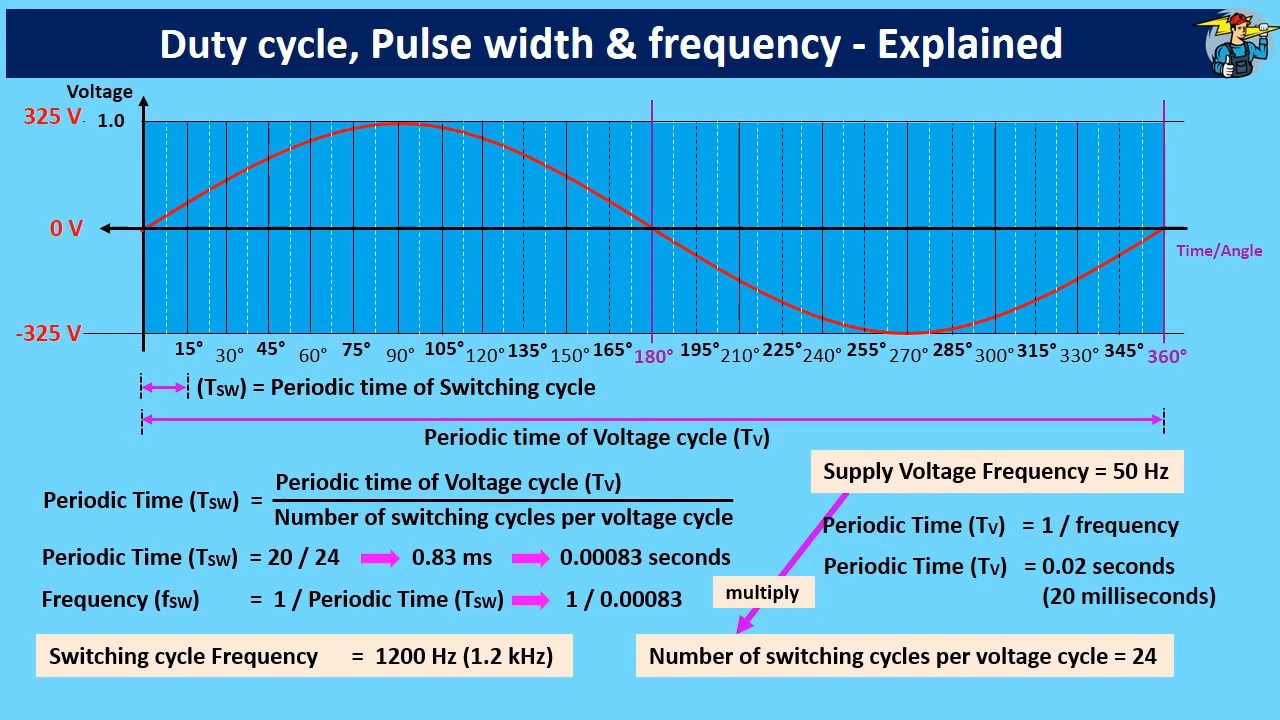 Duty cycle, Pulse width & frequency - Explained
Voltage
325 V
1.0
0 V
Time/Angle
-325 V
15° 30° 45° 60° 75° 90° 105° 120° 135° 150° 165° 180° 195° 210° 225° 240° 255° 270° 285° 300° 315° 330° 345° 360°
(TSW) = Periodic time of Switching cycle
Periodic time of Voltage cycle (TV)
Supply Voltage Frequency = 50 Hz
Periodic Time (TSW) = Periodic time of Voltage cycle (TV)
Number of switching cycles per voltage cycle
Periodic Time (TV) = 1 / frequency
Periodic Time (TSW) = 20 / 24 0.83 ms 0.00083 seconds
Periodic Time (TV) = 0.02 seconds
(20 milliseconds)
Frequency (fSW) = 1 / Periodic Time (TSW) 1 / 0.00083
multiply
Switching cycle Frequency = 1200 Hz (1.2 kHz)
Number of switching cycles per voltage cycle = 24